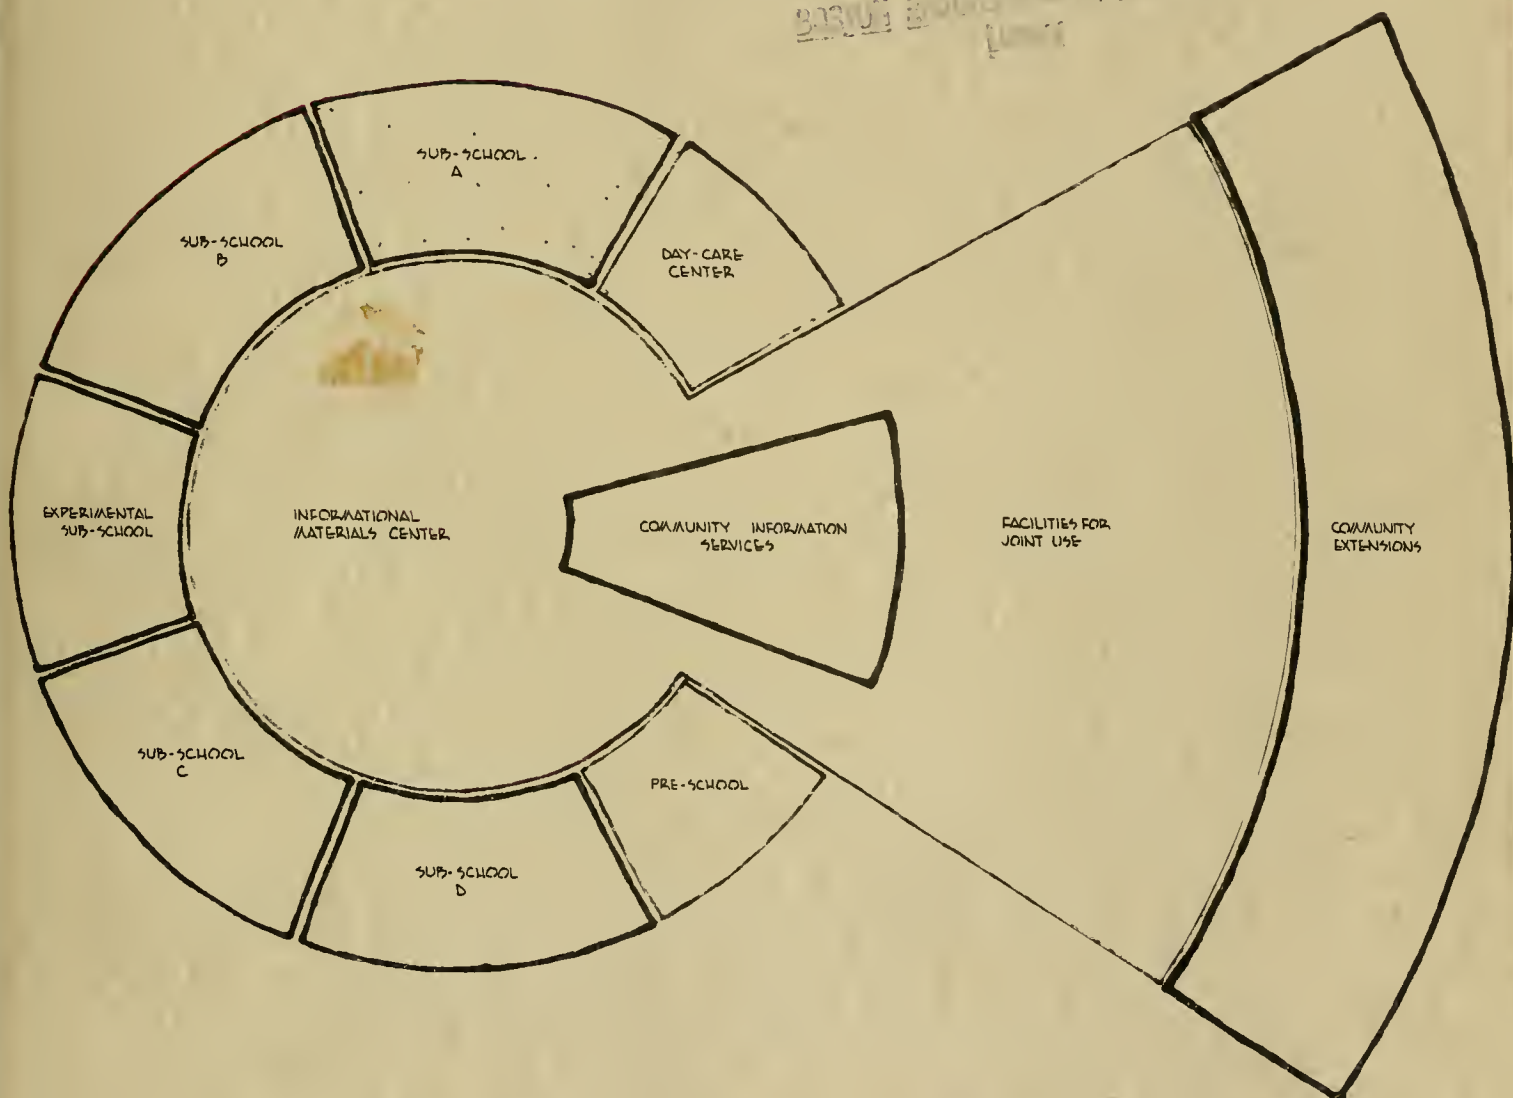 SUB-SCHOOL
A
SUB-SCHOOL
B
DAY-CARE
CENTER
EXPERIMENTAL
SUB-SCHOOL
INFORMATIONAL
MATERIALS CENTER
COMMUNITY INFORMATION
SERVICES
FACILITIES FOR
JOINT USE
COMMUNITY
EXTENSIONS
SUB-SCHOOL
C
SUB-SCHOOL
D
PRE-SCHOOL